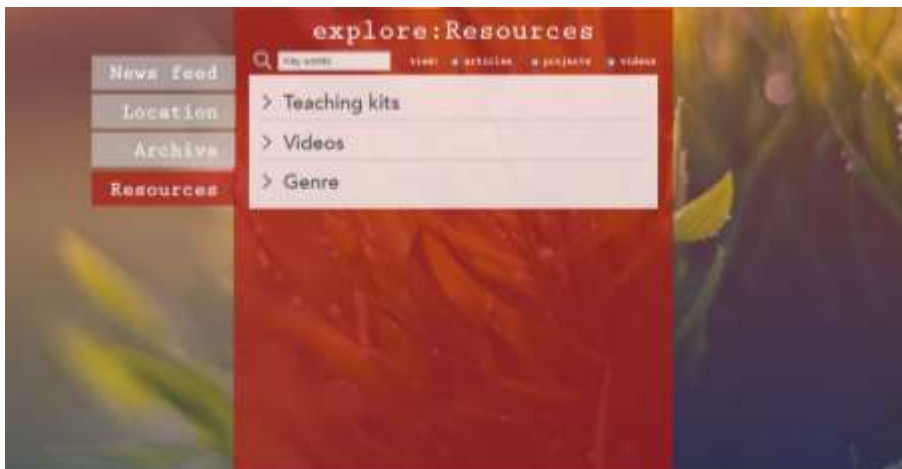 explore:Resources
key words
view: articles projects videos
News feed
Location
Archive
Resources
Teaching kits
Videos
Genre